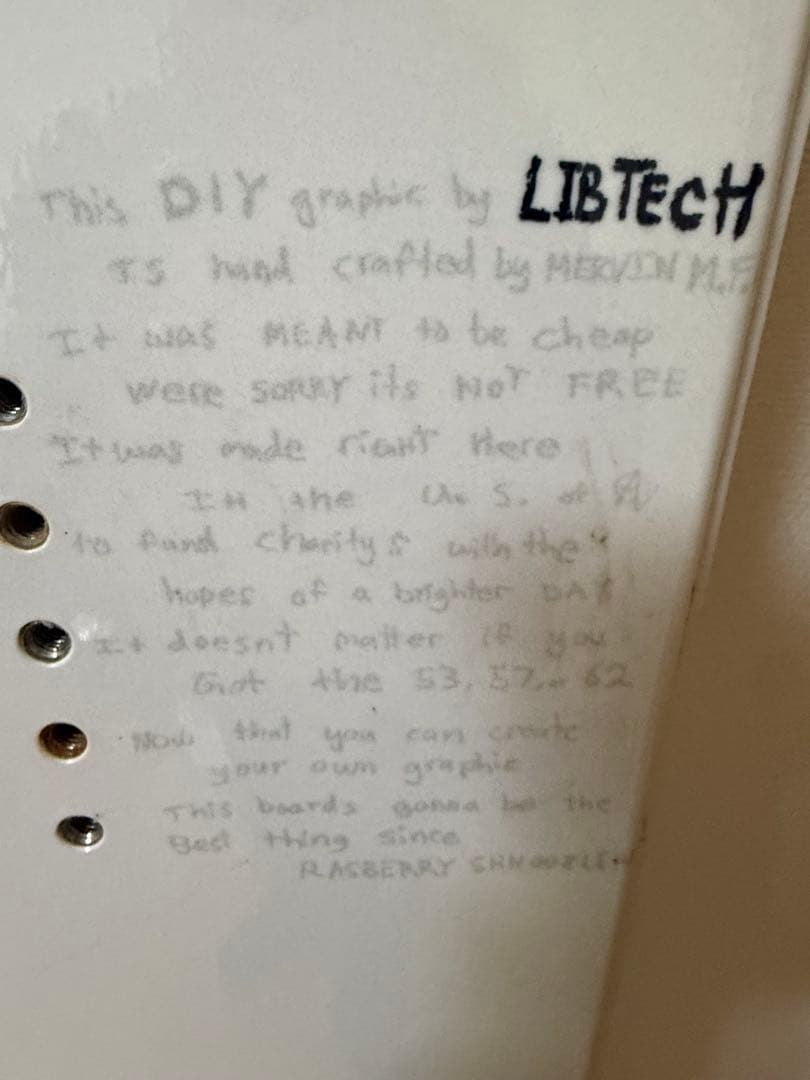 This DIY graphic by LIBTECH
IS hand crafted by MERVIN M.F.
It was MEANT to be cheap
were SORRY its NOT FREE
It was made right Here
IN the U. S. of A
to fund charitys with the
hopes of a brighter DAY
It doesnt matter if you
Got the 53, 57.. 62
Now that you can create
your own graphic
This boards gonna be the
Best thing since
RASBERRY